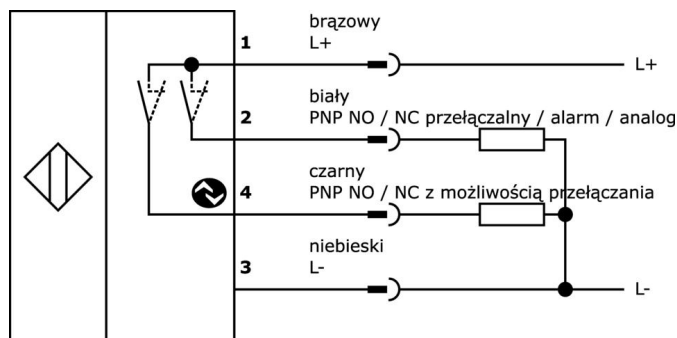 brązowy
1 L+ L+
biały
2 PNP NO / NC przełączalny / alarm / analog
czarny
4 PNP NO / NC z możliwością przełączania
niebieski
3 L- L-